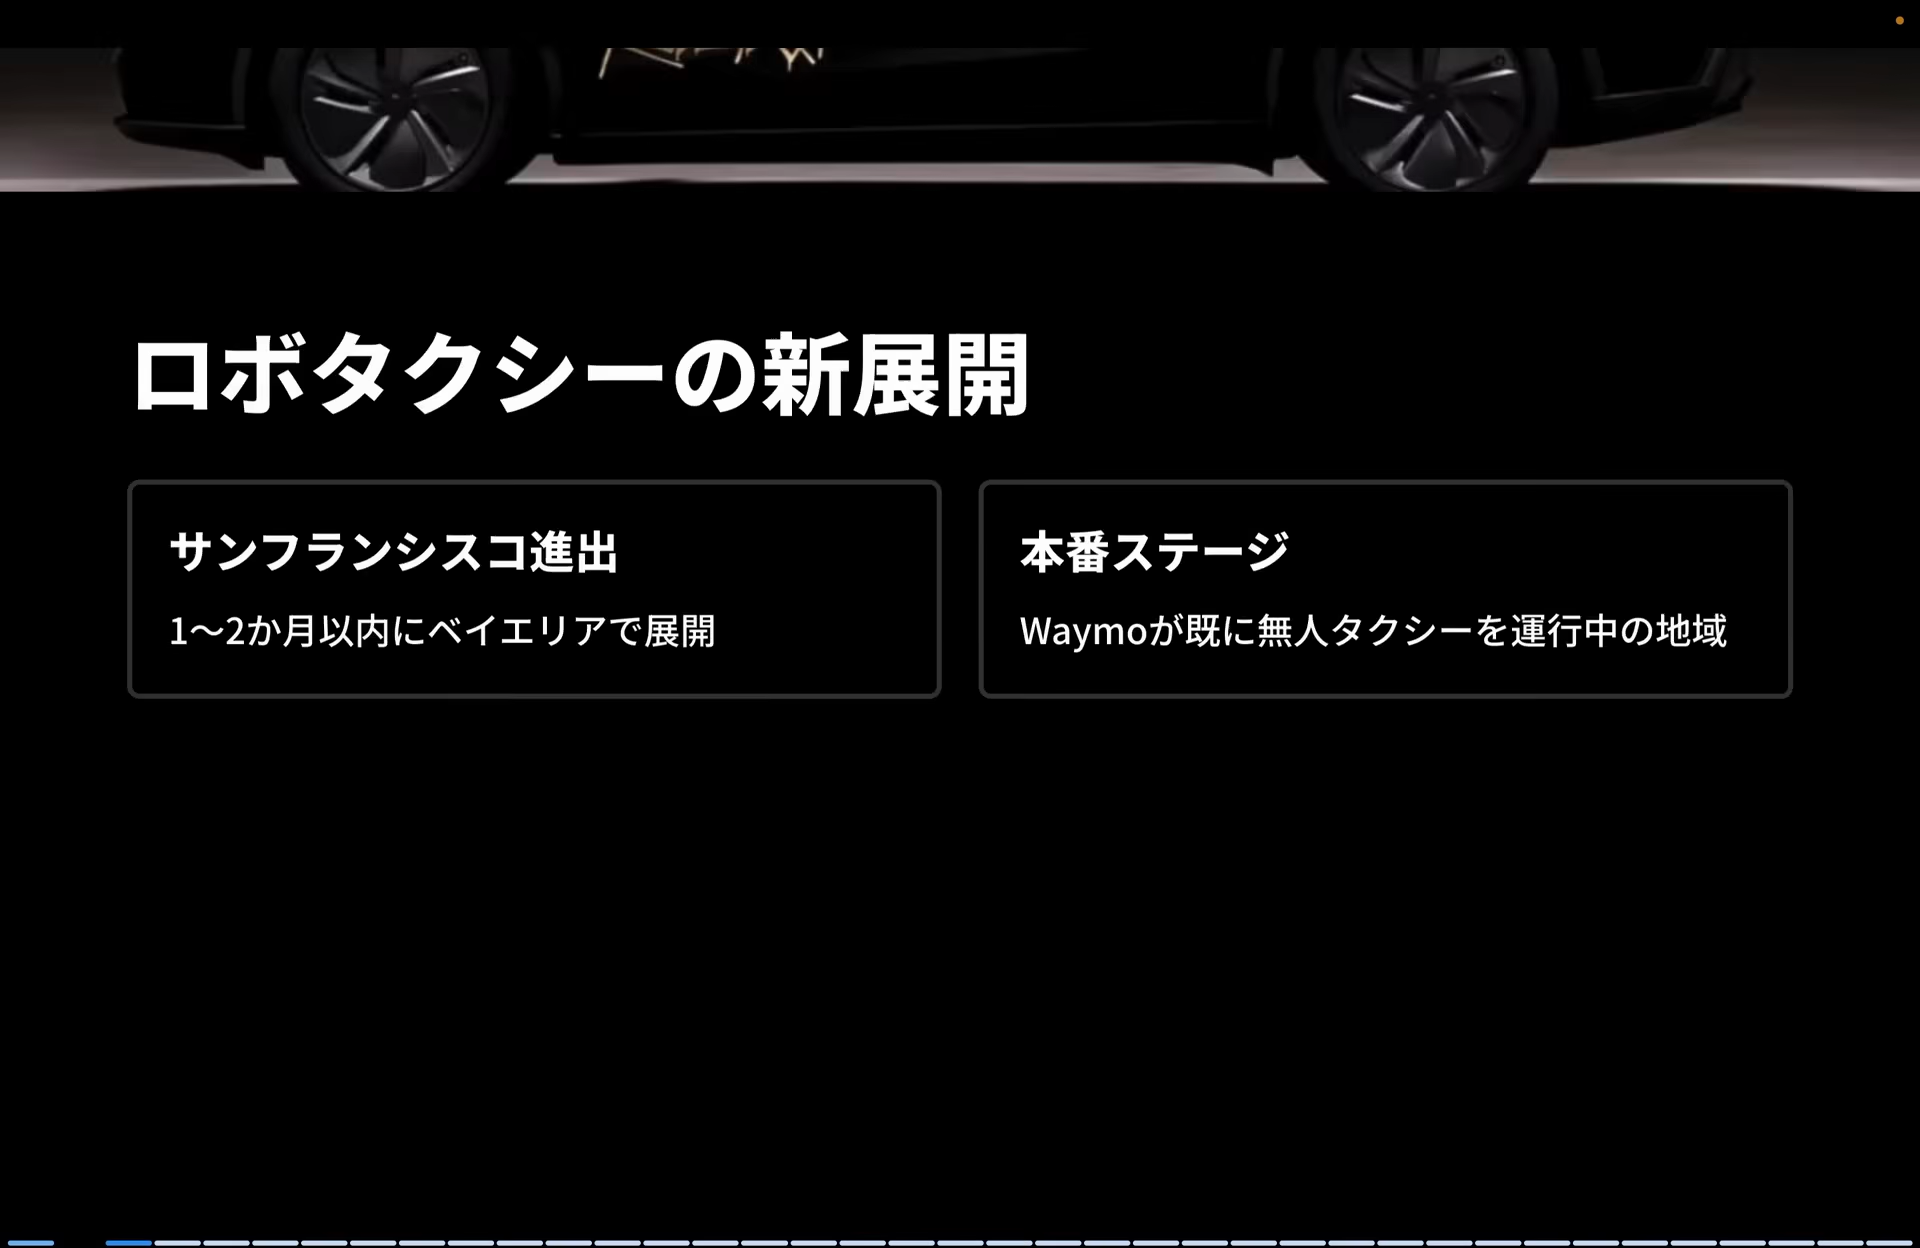 ロボタクシーの新展開
サンフランシスコ進出
1〜2か月以内にベイエリアで展開
本番ステージ
Waymoが既に無人タクシーを運行中の地域